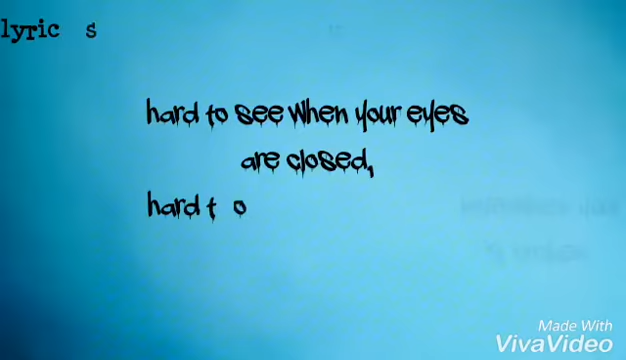 lyric s
hard to see when your eyes
are closed,
hard t o
Made With
VivaVideo